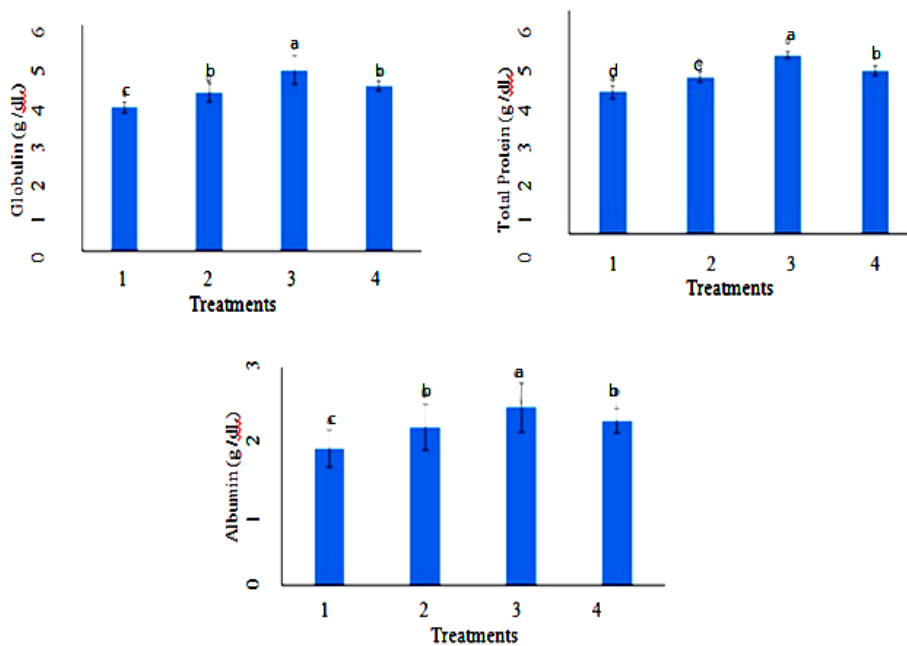 Globulin (g/dL)
6
5
4
3
2
1
0
c
b
a
b
1 2 3 4
Treatments
Total Protein (g/dL)
6
5
4
3
2
1
0
d
c
a
b
1 2 3 4
Treatments
Albumin (g/dL)
3
2
1
0
c
b
a
b
1 2 3 4
Treatments